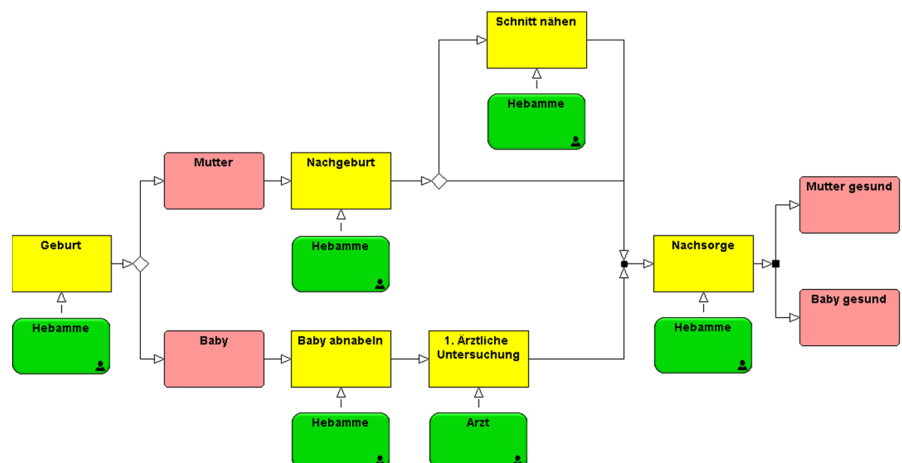 Schnitt nähen
Hebamme
Mutter
Nachgeburt
Hebamme
Geburt
Hebamme
Baby
Baby abnabeln
Hebamme
1. Ärztliche
Untersuchung
Arzt
Nachsorge
Hebamme
Mutter gesund
Baby gesund